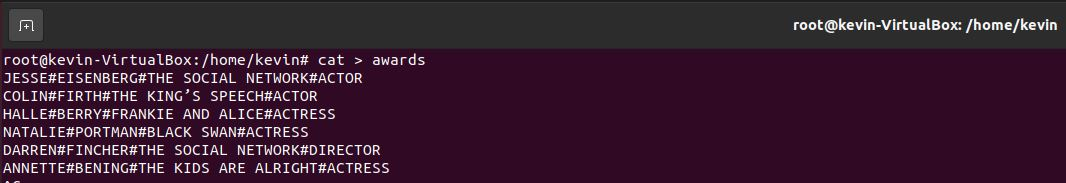 root@kevin-VirtualBox: /home/kevin
root@kevin-VirtualBox:/home/kevin# cat > awards
JESSE#EISENBERG#THE SOCIAL NETWORK#ACTOR
COLIN#FIRTH#THE KING’S SPEECH#ACTOR
HALLE#BERRY#FRANKIE AND ALICE#ACTRESS
NATALIE#PORTMAN#BLACK SWAN#ACTRESS
DARREN#FINCHER#THE SOCIAL NETWORK#DIRECTOR
ANNETTE#BENING#THE KIDS ARE ALRIGHT#ACTRESS